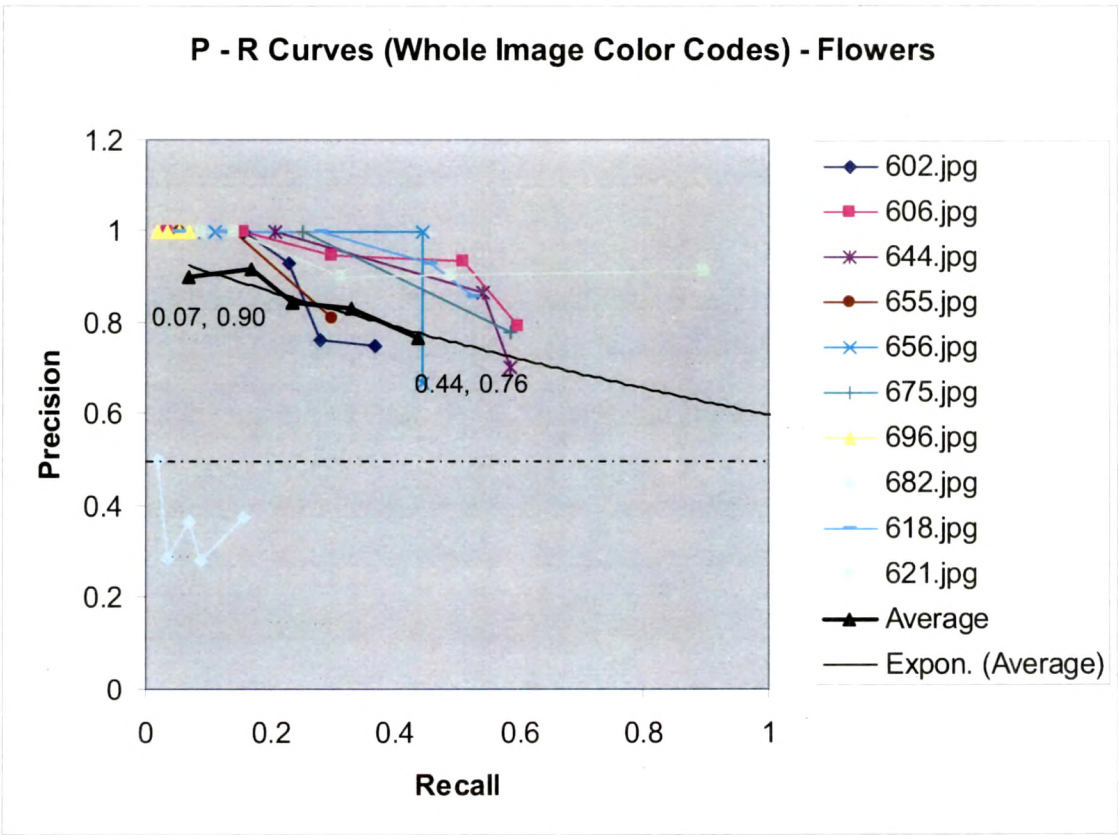 P - R Curves (Whole Image Color Codes) - Flowers
1.2
1
0.8
0.6
0.4
0.2
0
Precision
0.07, 0.90
0.44, 0.76
0
0.2
0.4
0.6
0.8
1
Recall
602.jpg
606.jpg
644.jpg
655.jpg
656.jpg
675.jpg
696.jpg
682.jpg
618.jpg
621.jpg
Average
Expon. (Average)